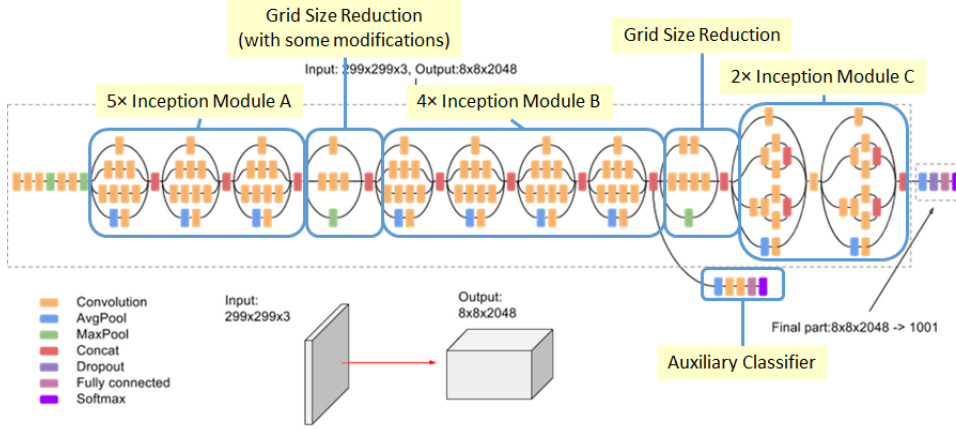 Grid Size Reduction
(with some modifications)
Grid Size Reduction
Input: 299x299x3, Output:8x8x2048
2× Inception Module C
5× Inception Module A
4× Inception Module B
Convolution
AvgPool
MaxPool
Concat
Dropout
Fully connected
Softmax
Input:
299x299x3
Output:
8x8x2048
Final part:8x8x2048 -> 1001
Auxiliary Classifier